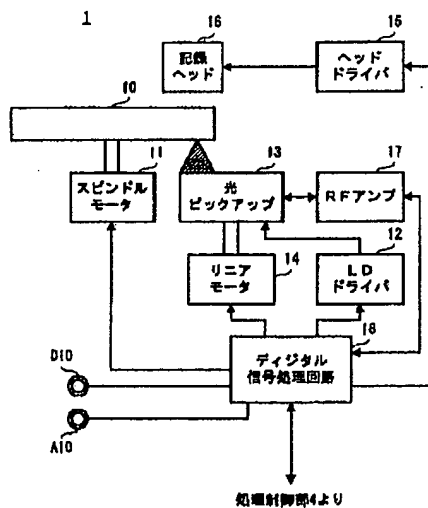 1
16
記録
ヘッド
15
ヘッド
ドライバ
10
11
スピンドル
モータ
13
光
ピックアップ
17
RFアンプ
14
リニア
モータ
12
LD
ドライバ
18
ディジタル
信号処理回路
DIO
AIO
処理制御部4より